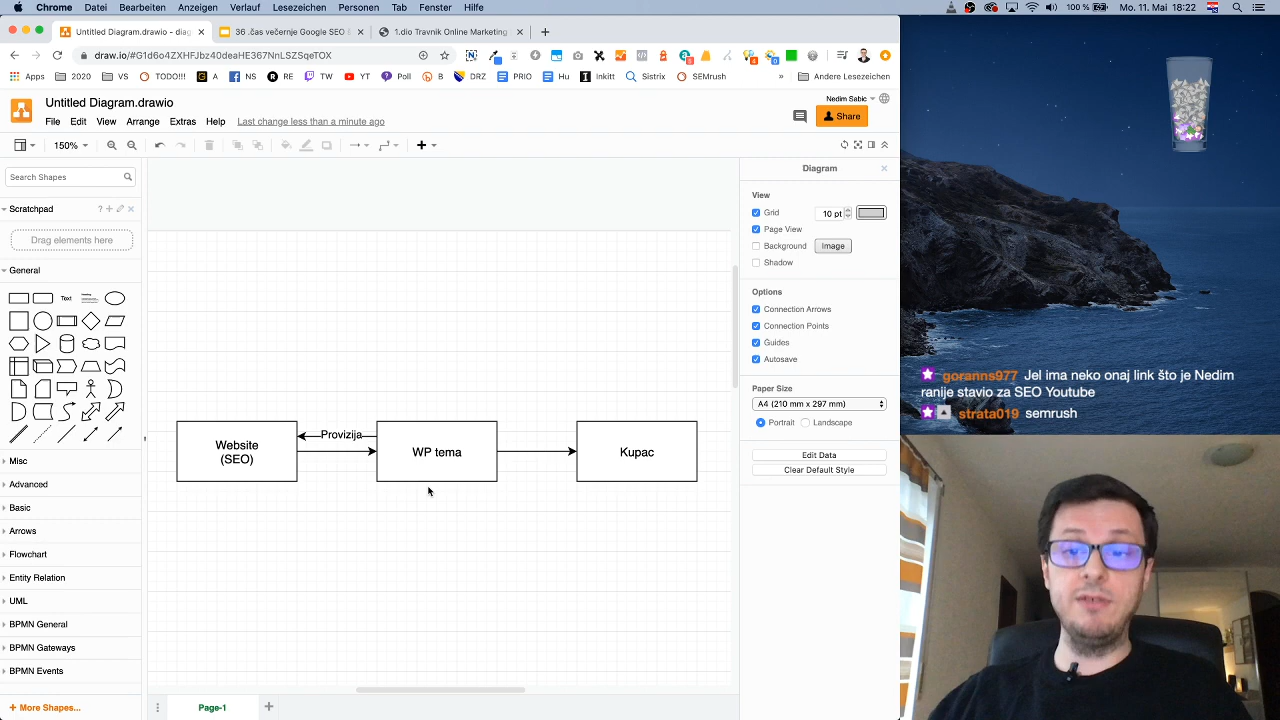 Chrome Datei Bearbeiten Anzeigen Verlauf Lesezeichen Personen Tab Fenster Hilfe
Mo. 11. Mai 18:22
Untitled Diagram.drawio - diag
§6 .čas večernje Google SEO
1.dio Travnik Online Marketing
draw.io/#G1d6o4ZXHFJbz40deaHE367NnLSZSqeTOX
Apps 2020 VS TODO!!! A NS RE TW YT Poll B DRZ PRIO Hu Inkitt Sistrix SEMrush » Andere Lesezeichen
Untitled Diagram.drawio
Nedim Sabic
File Edit View Arrange Extras Help Last change less than a minute ago
Share
150%
Diagram
Search Shapes
View
Scratchpad
Grid 10 pt
Page View
Drag elements here
Background Image
Shadow
General
Text
Options
Connection Arrows
Connection Points
Guides
Autosave
Paper Size
A4 (210 mm x 297 mm)
Portrait Landscape
Edit Data
Clear Default Style
Website
(SEO)
Provizija
WP tema
Kupac
Misc
Advanced
Basic
Arrows
Flowchart
Entity Relation
UML
BPMN General
BPMN Gateways
BPMN Events
+ More Shapes...
Page-1
goranns977 Jel ima neko onaj link što je Nedim
ranije stavio za SEO Youtube
strata019 semrush